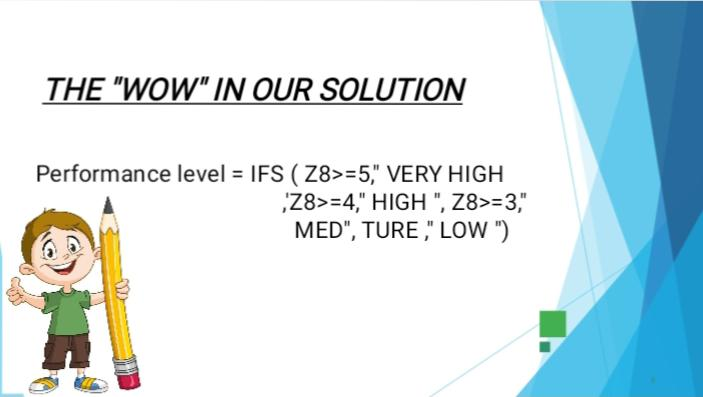 THE "WOW" IN OUR SOLUTION
Performance level = IFS ( Z8>=5," VERY HIGH
,'Z8>=4," HIGH ", Z8>=3,"
MED", TURE ," LOW ")